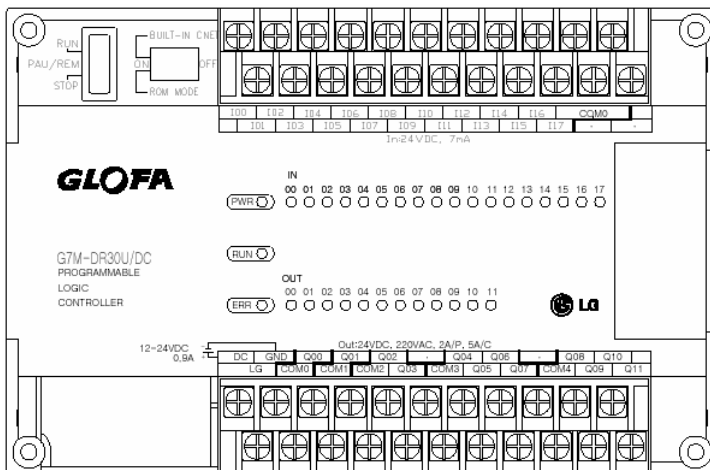 RUN
PAU/REM
STOP
BUILT-IN CNET
ON OFF
ROM MODE
I00 I02 I04 I06 I08 I10 I12 I14 I16 COM0
I01 I03 I05 I07 I09 I11 I13 I15 I17 - -
In:24VDC, 7mA
GLOFA
IN
00 01 02 03 04 05 06 07 08 09 10 11 12 13 14 15 16 17
PWR
G7M-DR30U/DC
PROGRAMMABLE
LOGIC
CONTROLLER
RUN
OUT
00 01 02 03 04 05 06 07 08 09 10 11
ERR
LG
12-24VDC
0.9A
Out:24VDC, 220VAC, 2A/P, 5A/C
DC GND Q00 Q01 Q02 - Q04 Q06 - Q08 Q10
LG COM0 COM1 COM2 Q03 COM3 Q05 Q07 COM4 Q09 Q11